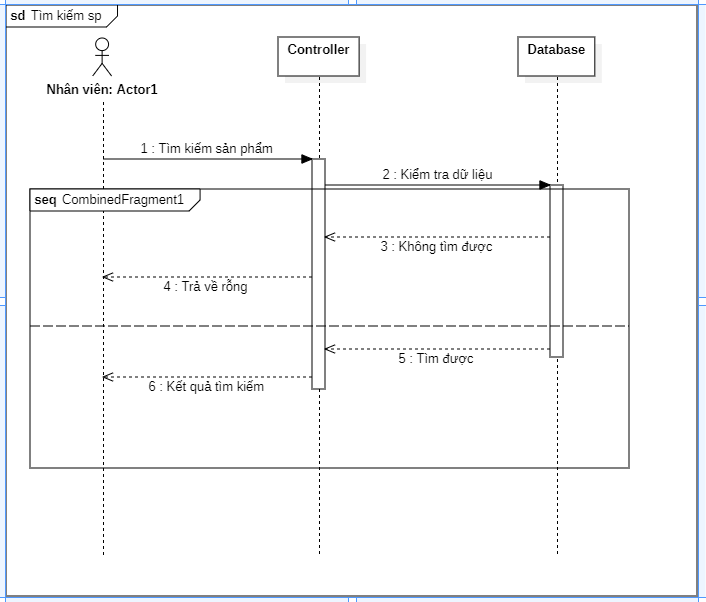 sd Tìm kiếm sp
Nhân viên: Actor1
Controller
Database
1 : Tìm kiếm sản phẩm
2 : Kiểm tra dữ liệu
seq CombinedFragment1
3 : Không tìm được
4 : Trả về rỗng
5 : Tìm được
6 : Kết quả tìm kiếm